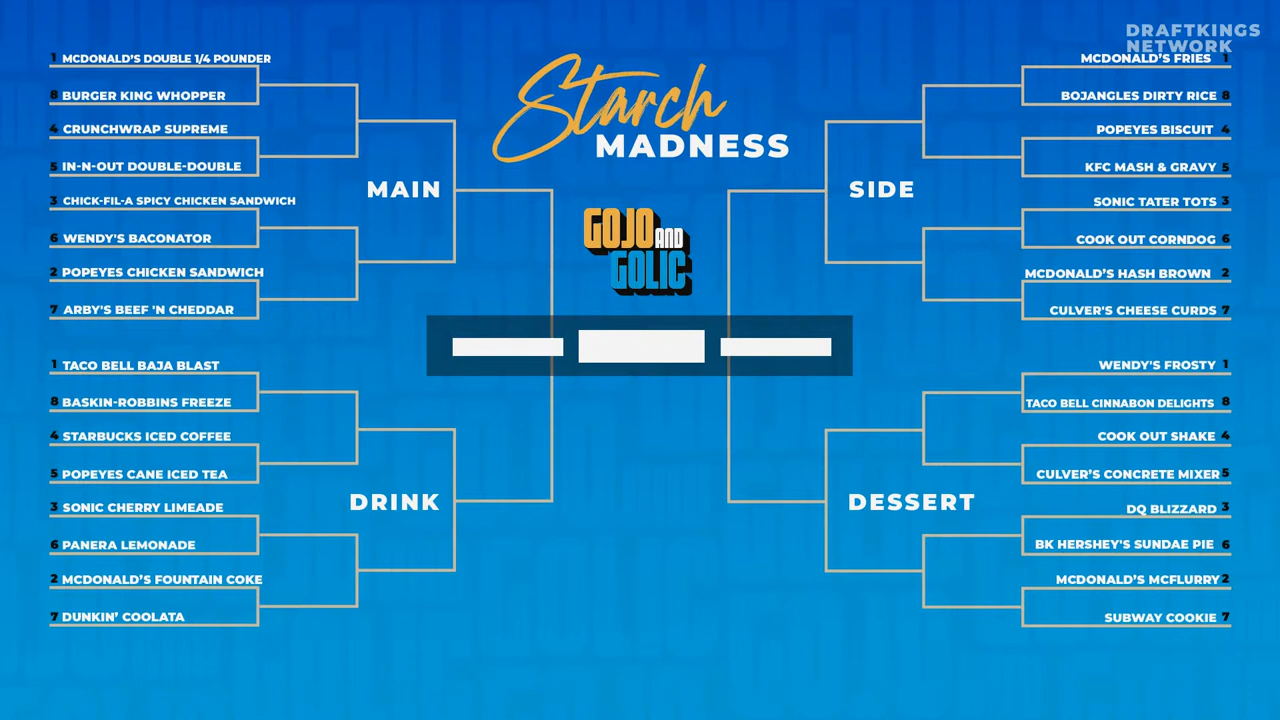 DRAFTKINGS
NETWORK
Starch
MADNESS
GOJO AND
GOLIC
MAIN
1 MCDONALD'S DOUBLE 1/4 POUNDER
8 BURGER KING WHOPPER
4 CRUNCHWRAP SUPREME
5 IN-N-OUT DOUBLE-DOUBLE
3 CHICK-FIL-A SPICY CHICKEN SANDWICH
6 WENDY'S BACONATOR
2 POPEYES CHICKEN SANDWICH
7 ARBY'S BEEF 'N CHEDDAR
DRINK
1 TACO BELL BAJA BLAST
8 BASKIN-ROBBINS FREEZE
4 STARBUCKS ICED COFFEE
5 POPEYES CANE ICED TEA
3 SONIC CHERRY LIMEADE
6 PANERA LEMONADE
2 MCDONALD'S FOUNTAIN COKE
7 DUNKIN' COOLATA
SIDE
MCDONALD'S FRIES 1
BOJANGLES DIRTY RICE 8
POPEYES BISCUIT 4
KFC MASH & GRAVY 5
SONIC TATER TOTS 3
COOK OUT CORNDOG 6
MCDONALD'S HASH BROWN 2
CULVER'S CHEESE CURDS 7
DESSERT
WENDY'S FROSTY 1
TACO BELL CINNABON DELIGHTS 8
COOK OUT SHAKE 4
CULVER'S CONCRETE MIXER 5
DQ BLIZZARD 3
BK HERSHEY'S SUNDAE PIE 6
MCDONALD'S MCFLURRY 2
SUBWAY COOKIE 7